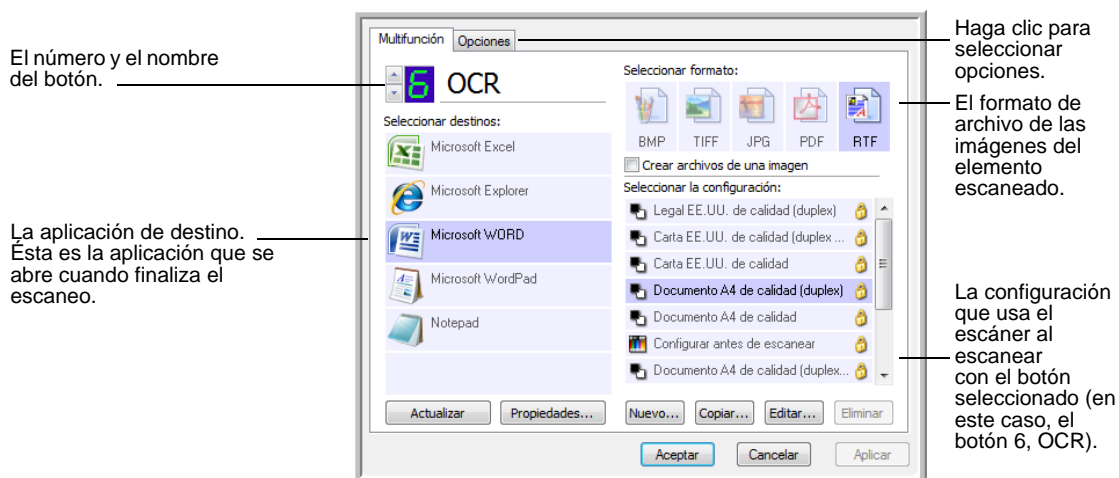 El número y el nombre
del botón.
La aplicación de destino.
Ésta es la aplicación que se
abre cuando finaliza el
escaneo.
Multifunción
Opciones
6
OCR
Seleccionar destinos:
Microsoft Excel
Microsoft Explorer
Microsoft WORD
Microsoft WordPad
Notepad
Actualizar
Propiedades...
Seleccionar formato:
BMP
TIFF
JPG
PDF
RTF
Crear archivos de una imagen
Seleccionar la configuración:
Legal EE.UU. de calidad (duplex)
Carta EE.UU. de calidad (duplex ...
Carta EE.UU. de calidad
Documento A4 de calidad (duplex)
Documento A4 de calidad
Configurar antes de escanear
Documento A4 de calidad (duplex...
Nuevo...
Copiar...
Editar...
Eliminar
Aceptar
Cancelar
Aplicar
Haga clic para
seleccionar
opciones.
El formato de
archivo de las
imágenes del
elemento
escaneado.
La configuración
que usa el
escáner al
escanear
con el botón
seleccionado (en
este caso, el
botón 6, OCR).